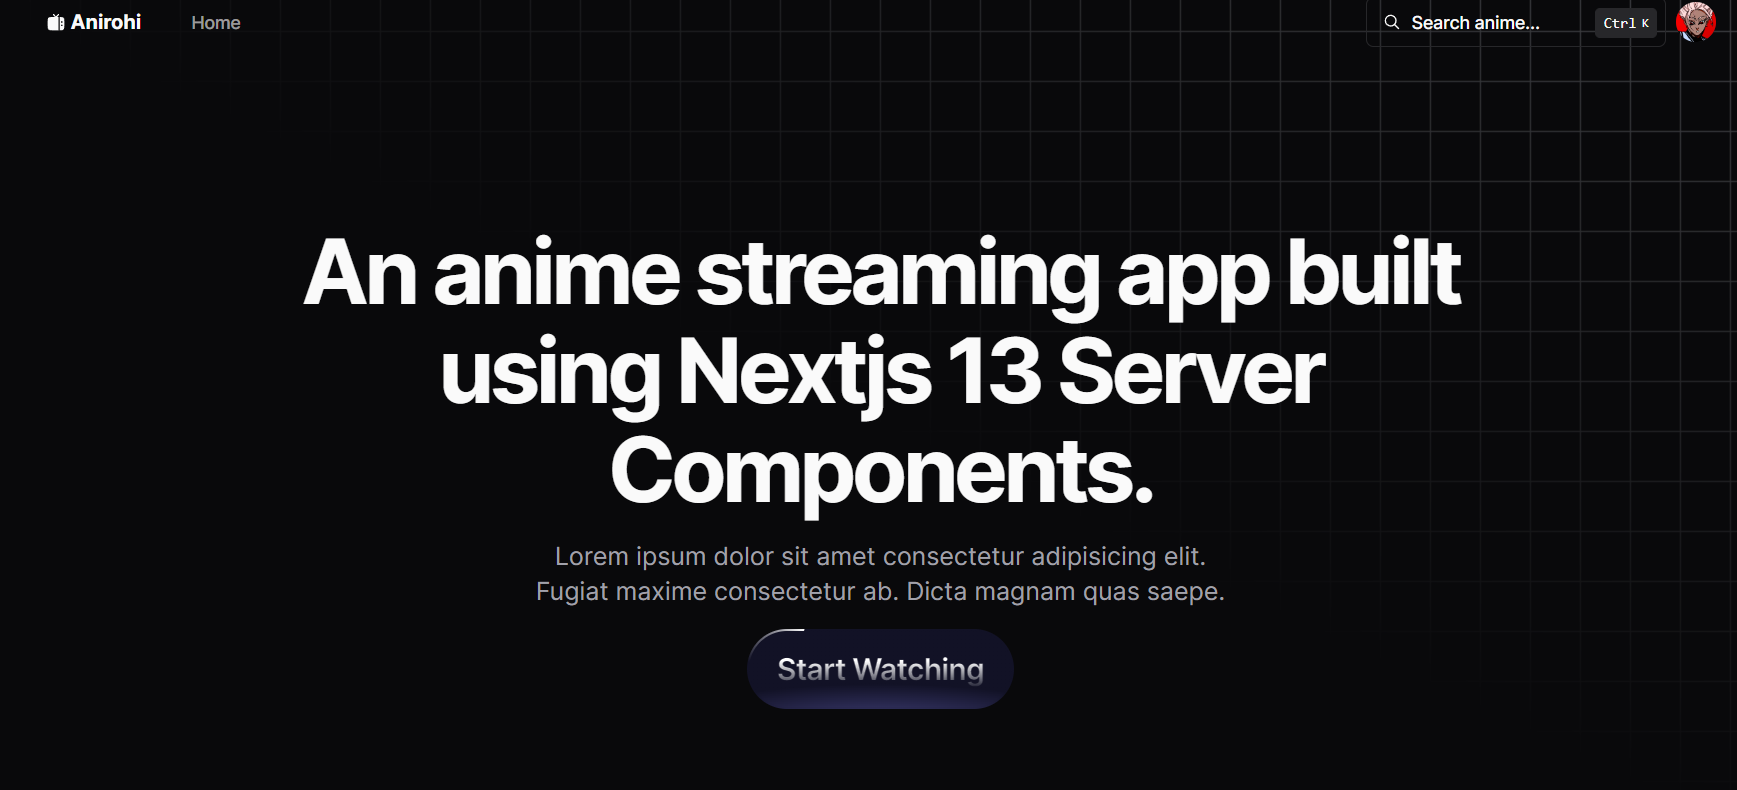 Anirohi
Home
Search anime...
Ctrl K
An anime streaming app built
using Nextjs 13 Server
Components.
Lorem ipsum dolor sit amet consectetur adipisicing elit.
Fugiat maxime consectetur ab. Dicta magnam quas saepe.
Start Watching